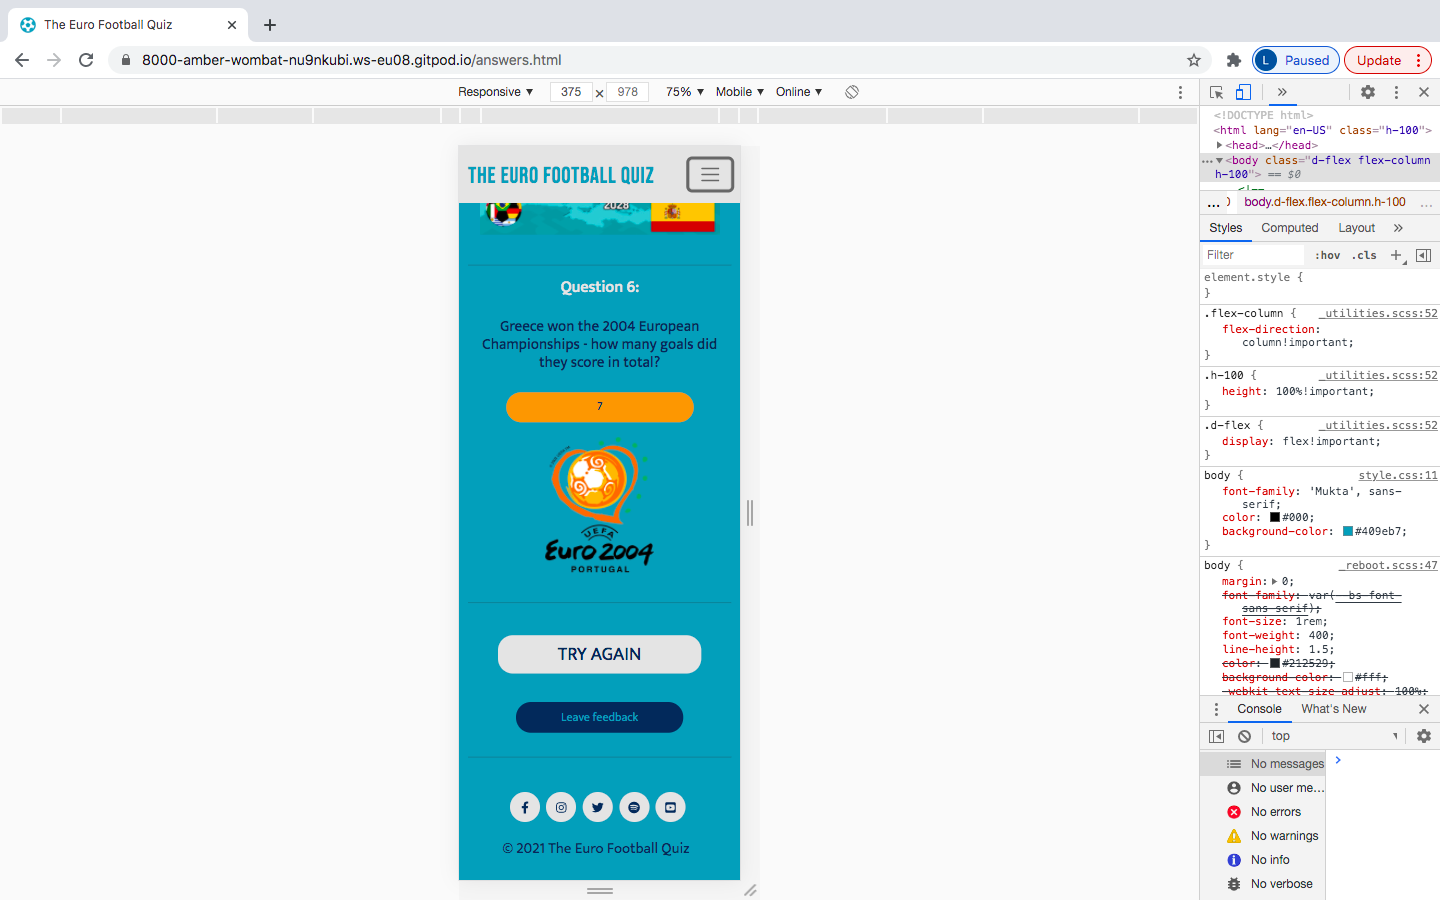 The Euro Football Quiz
8000-amber-wombat-nu9nkubi.ws-eu08.gitpod.io/answers.html
L Paused
Update
Responsive ▼ 375 × 978 75% ▼ Mobile ▼ Online ▼
<!DOCTYPE html>
<html lang="en-US" class="h-100">
▶<head>…</head>
… ▼<body class="d-flex flex-column
h-100"> == $0
<!--
... body.d-flex.flex-column.h-100 ...
Styles Computed Layout »
Filter :hov .cls +
element.style {
}
.flex-column { _utilities.scss:52
flex-direction:
column!important;
}
.h-100 { _utilities.scss:52
height: 100%!important;
}
.d-flex { _utilities.scss:52
display: flex!important;
}
body { style.css:11
font-family: 'Mukta', sans-
serif;
color: #000;
background-color: #409eb7;
}
body { _reboot.scss:47
margin: ▶ 0;
font-family: var(--bs-font-
sans-serif);
font-size: 1rem;
font-weight: 400;
line-height: 1.5;
color: #212529;
background-color: #fff;
-webkit-text-size-adjust: 100%;
Console What's New
top
No messages
No user me…
No errors
No warnings
No info
No verbose
THE EURO FOOTBALL QUIZ
2028
Question 6:
Greece won the 2004 European
Championships - how many goals did
they score in total?
7
UEFA
Euro 2004
PORTUGAL
TRY AGAIN
Leave feedback
© 2021 The Euro Football Quiz